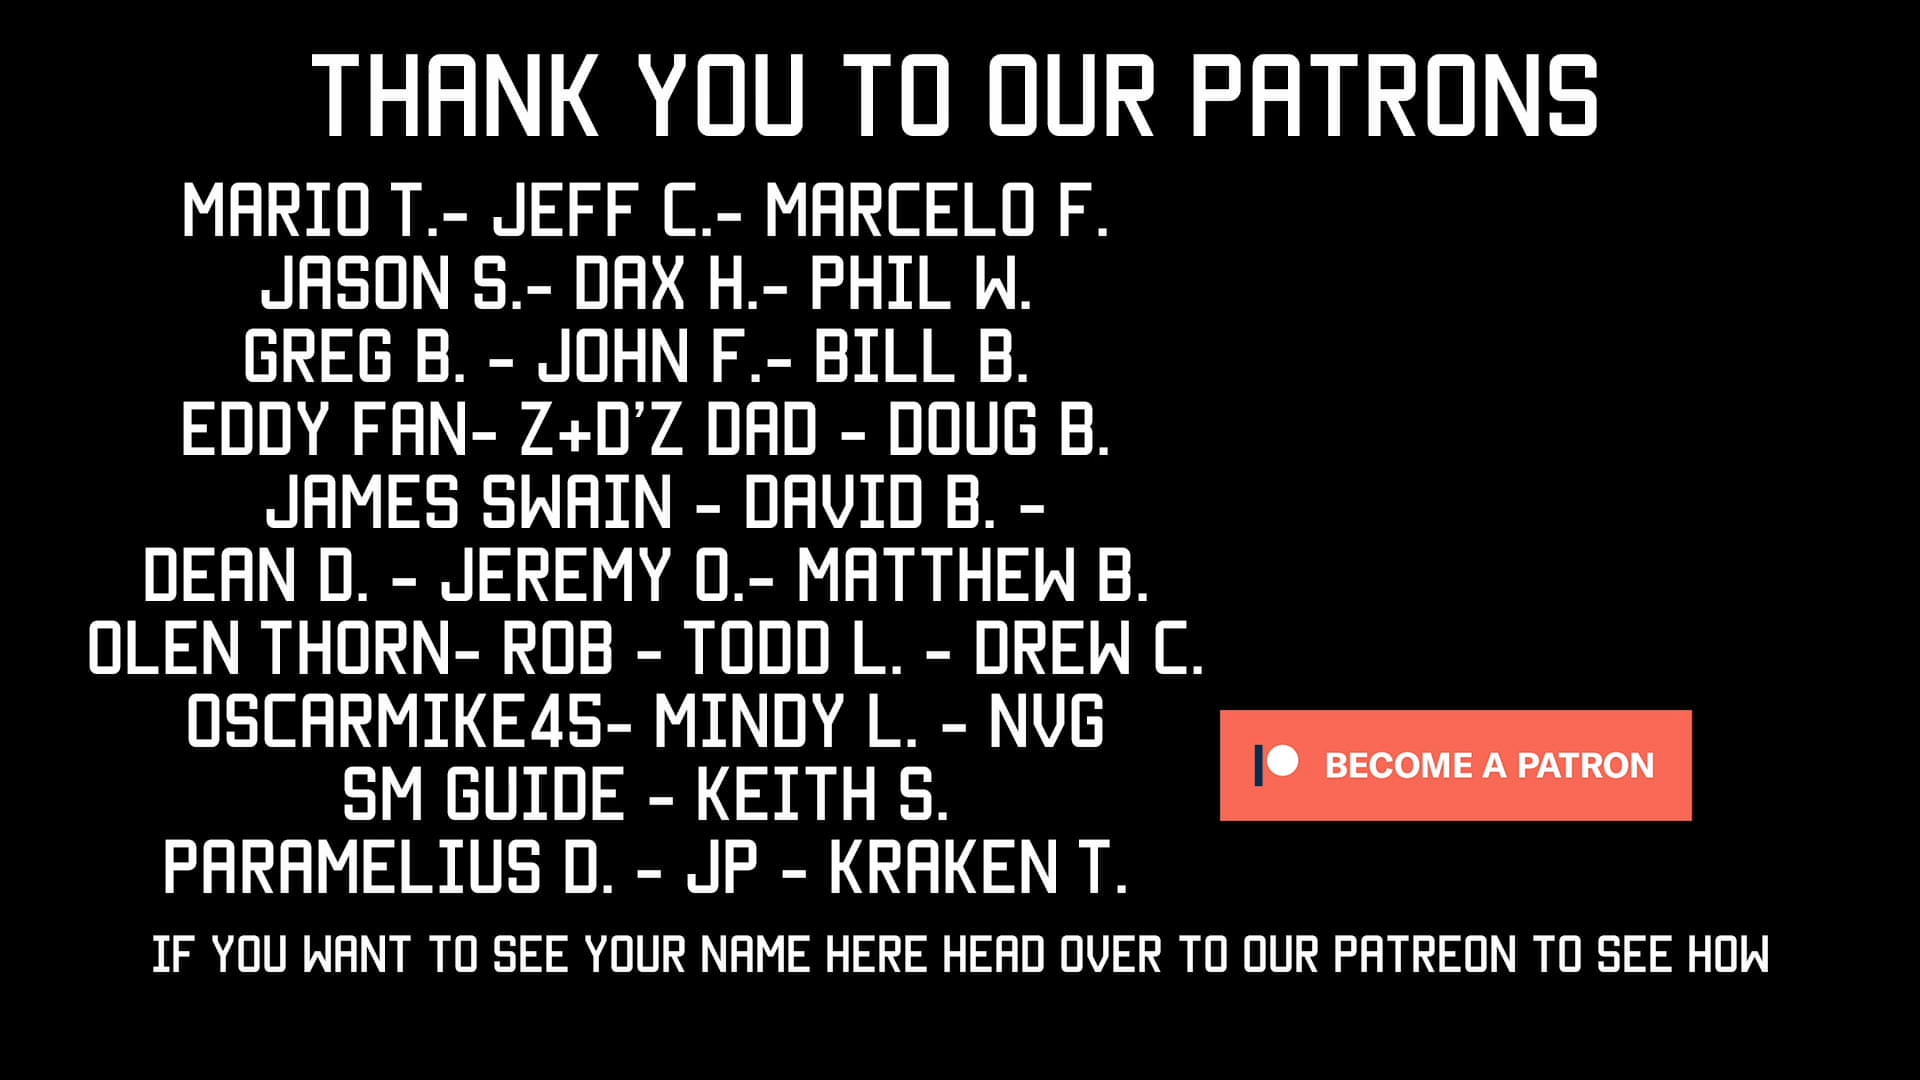 THANK YOU TO OUR PATRONS
MARIO T.- JEFF C.- MARCELO F.
JASON S.- DAX H.- PHIL W.
GREG B. - JOHN F.- BILL B.
EDDY FAN- Z+D'Z DAD - DOUG B.
JAMES SWAIN - DAVID B. -
DEAN D. - JEREMY O.- MATTHEW B.
OLEN THORN- ROB - TODD L. - DREW C.
OSCARMIKE45- MINDY L. - NVG
SM GUIDE - KEITH S.
BECOME A PATRON
PARAMELIUS D. - JP - KRAKEN T.
IF YOU WANT TO SEE YOUR NAME HERE HEAD OVER TO OUR PATREON TO SEE HOW